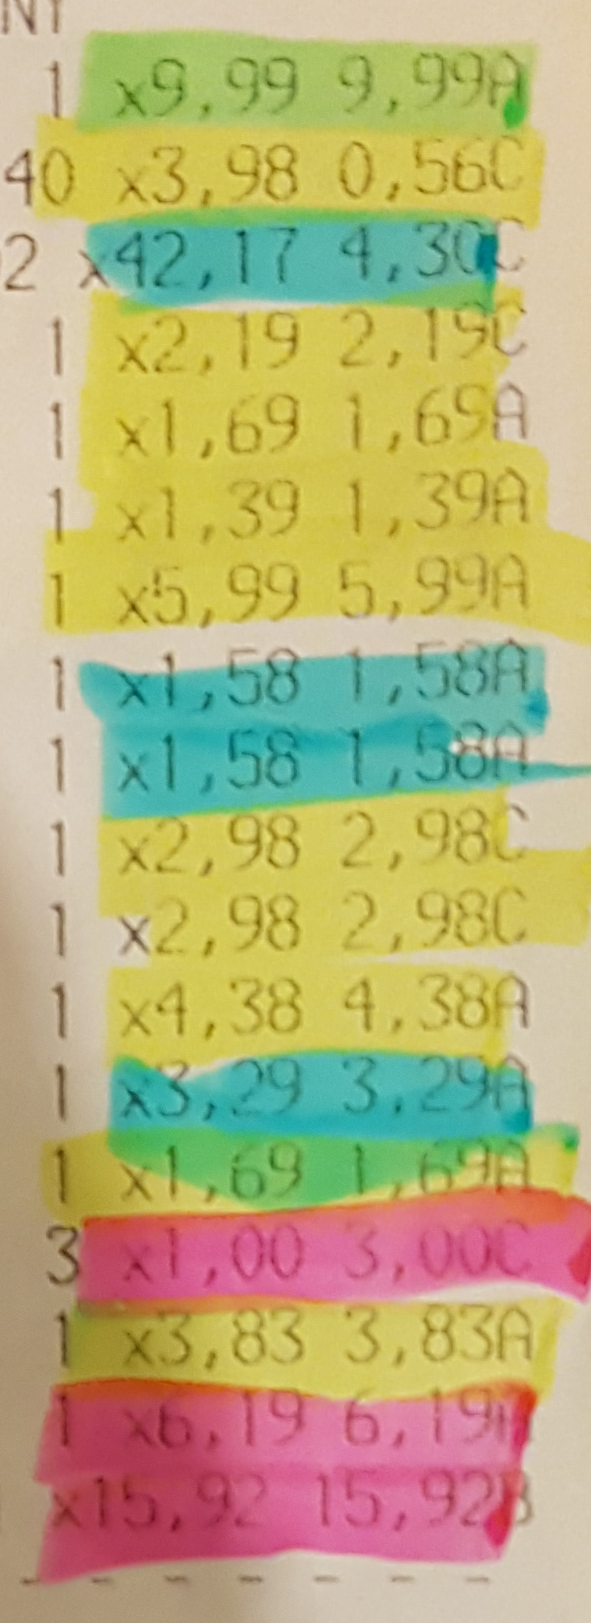 1 x9,99 9,99A
40 x3,98 0,56C
2 x42,17 4,30C
1 x2,19 2,19C
1 x1,69 1,69A
1 x1,39 1,39A
1 x5,99 5,99A
1 x1,58 1,58A
1 x1,58 1,58A
1 x2,98 2,98C
1 x2,98 2,98C
1 x4,38 4,38A
1 x3,29 3,29A
1 x1,69 1,69A
3 x1,00 3,00C
1 x3,83 3,83A
1 x6,19 6,19A
x15,92 15,92B